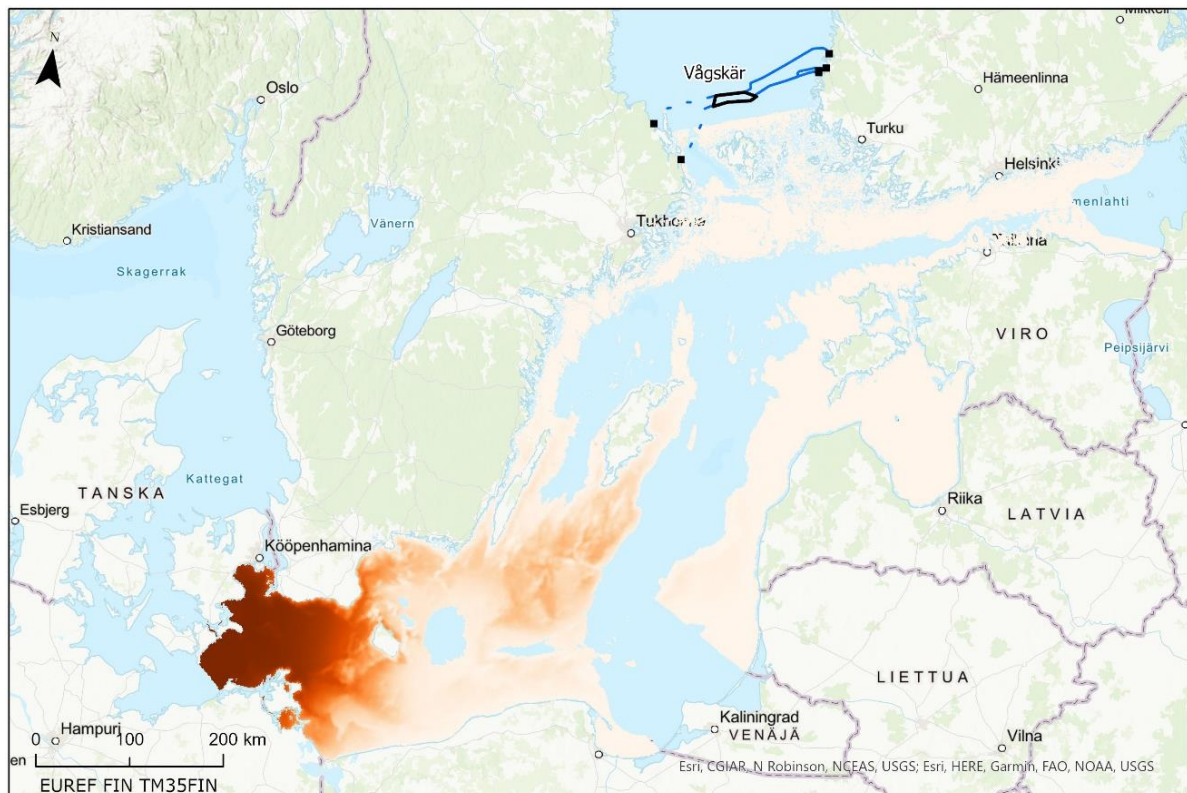 Mikkeli
N
Vågskär
Oslo
Hämeenlinna
Turku
Helsinki
Vänern
Tukholma
menlahti
Kristiansand
Skagerrak
Göteborg
VIRO
Peipsijärvi
Kattegat
TANSKA
Riika
Esbjerg
LATVIA
Kööpenhamina
LIETTUA
Kaliningrad
VENÄJÄ
Hampuri
Vilna
0 100 200 km
en
Esri, CGIAR, N Robinson, NCEAS, USGS; Esri, HERE, Garmin, FAO, NOAA, USGS
EUREF FIN TM35FIN